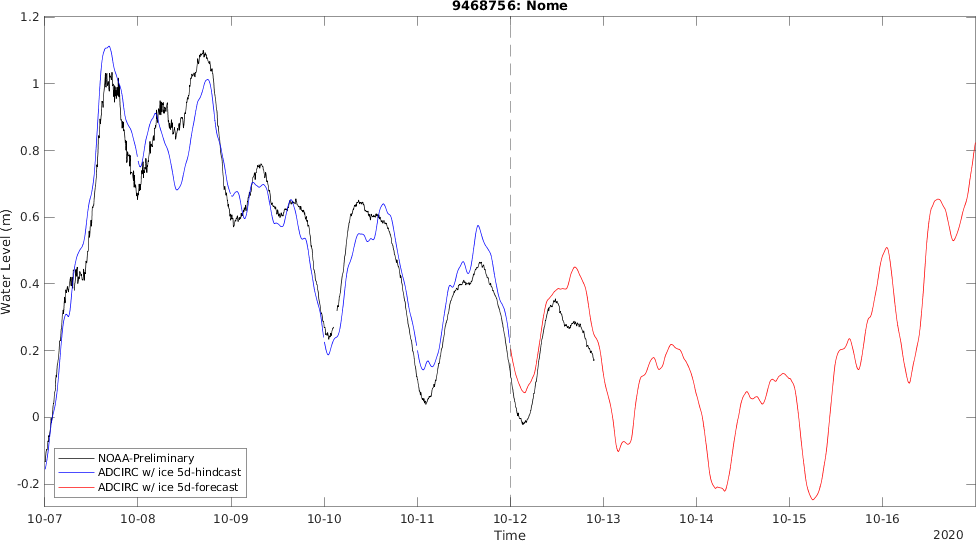 9468756: Nome
1.2
1
0.8
0.6
0.4
0.2
0
-0.2
Water Level (m)
NOAA-Preliminary
ADCIRC w/ ice 5d-hindcast
ADCIRC w/ ice 5d-forecast
10-07 10-08 10-09 10-10 10-11 10-12 10-13 10-14 10-15 10-16
Time
2020